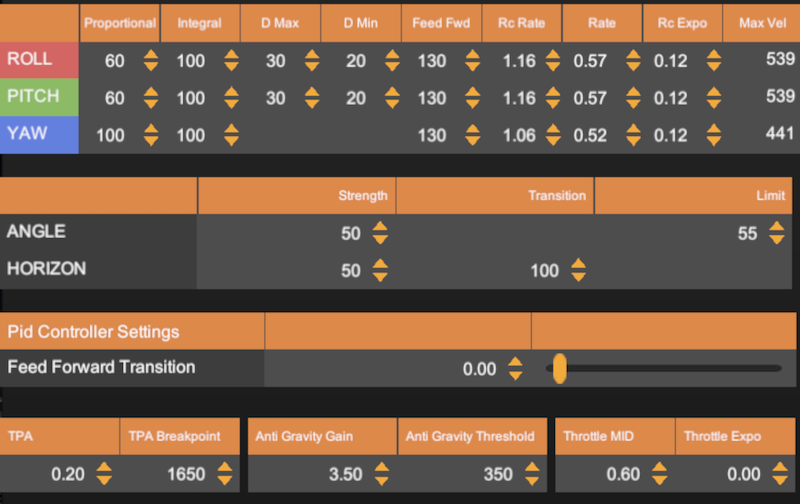 Proportional Integral D Max D Min Feed Fwd Rc Rate Rate Rc Expo Max Vel
ROLL 60 100 30 20 130 1.16 0.57 0.12 539
PITCH 60 100 30 20 130 1.16 0.57 0.12 539
YAW 100 100 130 1.06 0.52 0.12 441
Strength Transition Limit
ANGLE 50 55
HORIZON 50 100
Pid Controller Settings
Feed Forward Transition 0.00
TPA TPA Breakpoint Anti Gravity Gain Anti Gravity Threshold Throttle MID Throttle Expo
0.20 1650 3.50 350 0.60 0.00